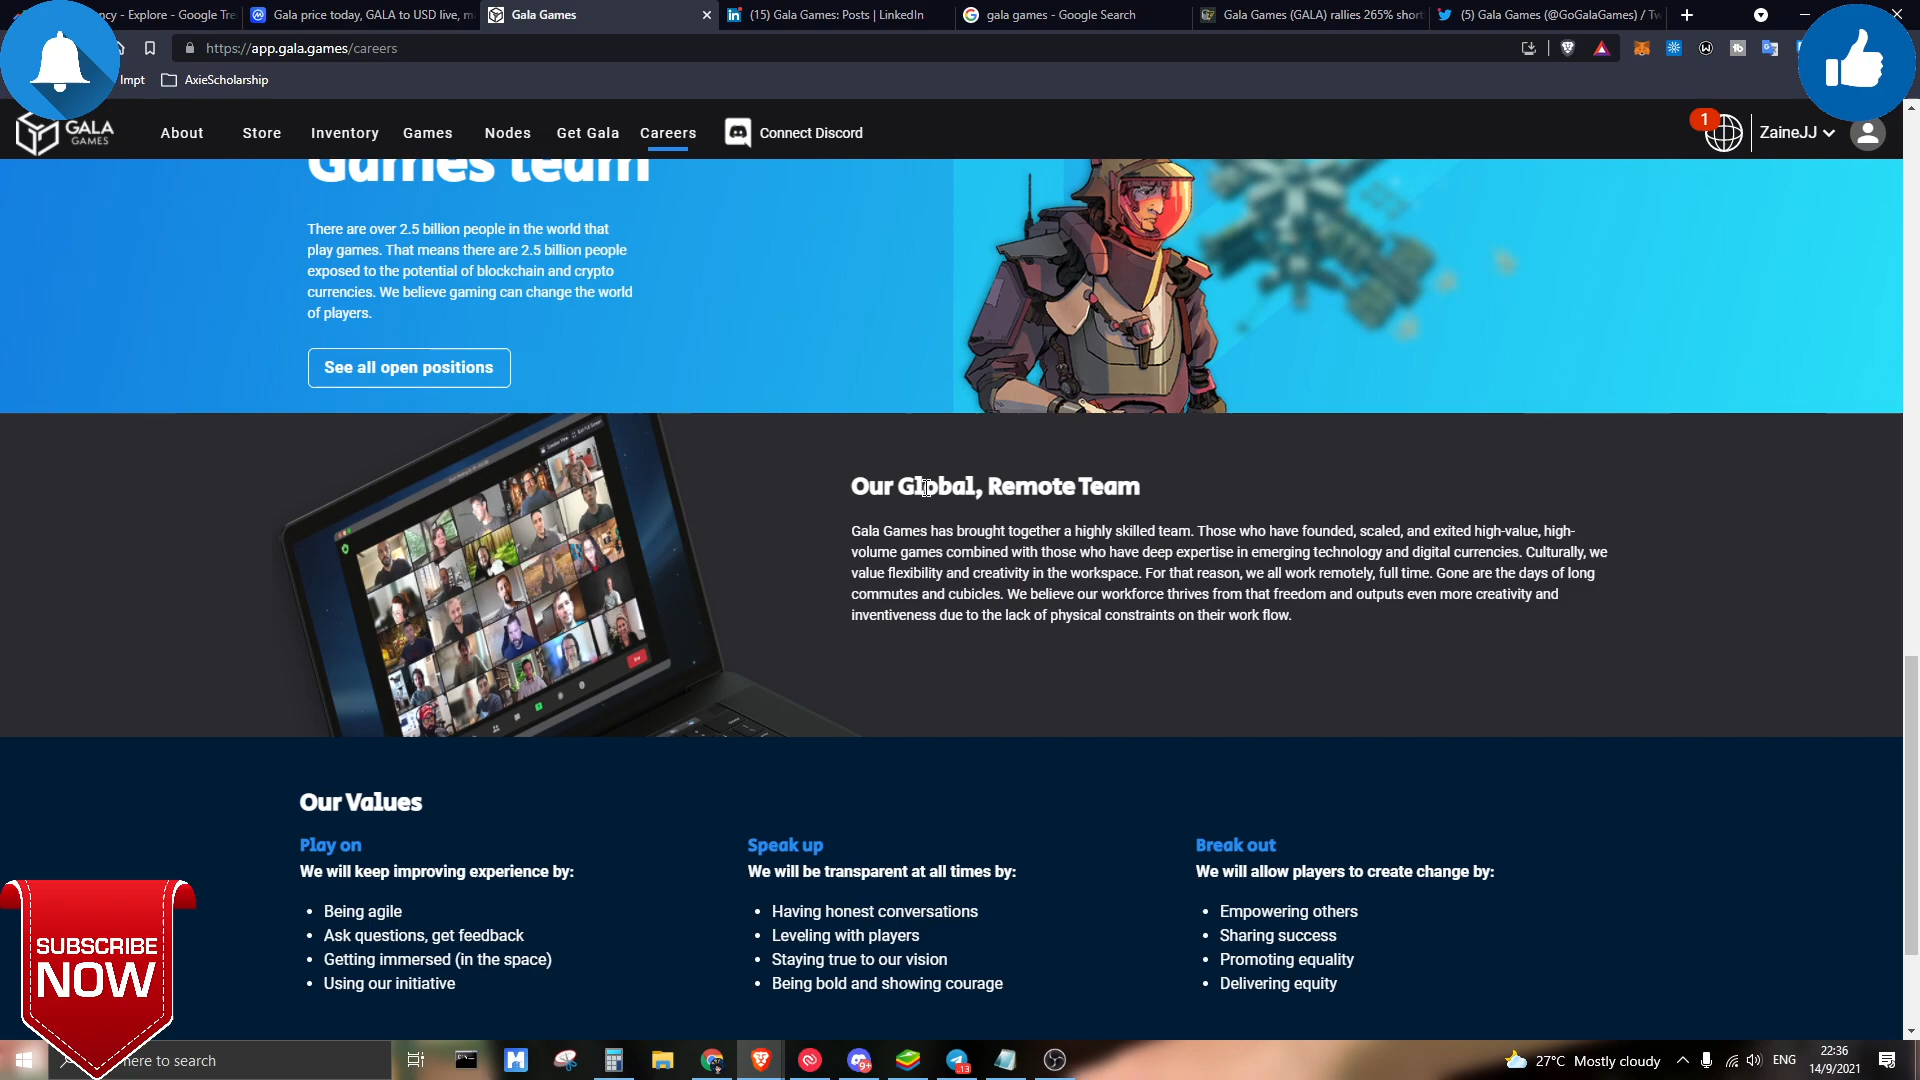 ncy - Explore - Google Tre
Gala price today, GALA to USD live, m
Gala Games
(15) Gala Games: Posts | LinkedIn
gala games - Google Search
Gala Games (GALA) rallies 265% short
(5) Gala Games (@GoGalaGames) / Tw
https://app.gala.games/careers
Impt
AxieScholarship
GALA
GAMES
About
Store
Inventory
Games
Nodes
Get Gala
Careers
Connect Discord
1
ZaineJJ
Games team
There are over 2.5 billion people in the world that
play games. That means there are 2.5 billion people
exposed to the potential of blockchain and crypto
currencies. We believe gaming can change the world
of players.
See all open positions
Our Global, Remote Team
Gala Games has brought together a highly skilled team. Those who have founded, scaled, and exited high-value, high-
volume games combined with those who have deep expertise in emerging technology and digital currencies. Culturally, we
value flexibility and creativity in the workspace. For that reason, we all work remotely, full time. Gone are the days of long
commutes and cubicles. We believe our workforce thrives from that freedom and outputs even more creativity and
inventiveness due to the lack of physical constraints on their work flow.
Our Values
Play on
We will keep improving experience by:
• Being agile
• Ask questions, get feedback
• Getting immersed (in the space)
• Using our initiative
Speak up
We will be transparent at all times by:
• Having honest conversations
• Leveling with players
• Staying true to our vision
• Being bold and showing courage
Break out
We will allow players to create change by:
• Empowering others
• Sharing success
• Promoting equality
• Delivering equity
SUBSCRIBE
NOW
here to search
27°C Mostly cloudy
ENG
22:36
14/9/2021